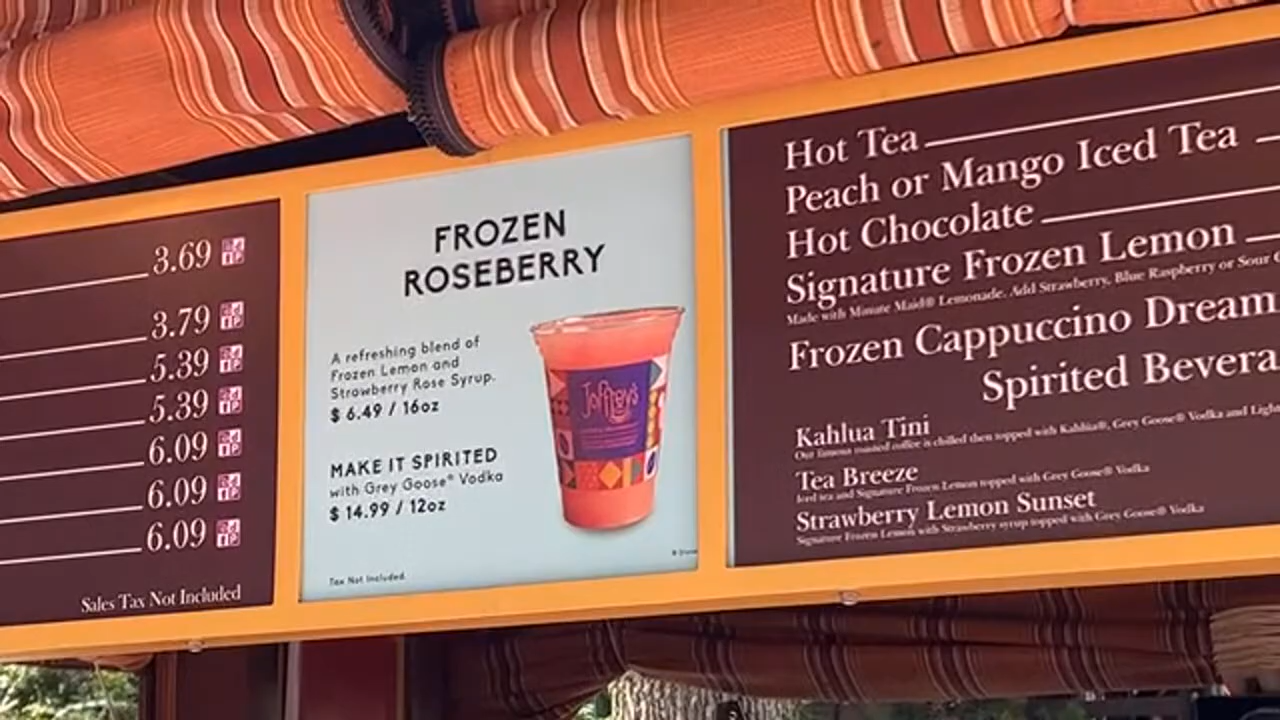 3.69
3.79
5.39
5.39
6.09
6.09
6.09
Sales Tax Not Included
FROZEN
ROSEBERRY
A refreshing blend of
Frozen Lemon and
Strawberry Rose Syrup.
$ 6.49 / 16oz
MAKE IT SPIRITED
with Grey Goose® Vodka
$ 14.99 / 12oz
Tax Not Included.
Joffrey's
Hot Tea
Peach or Mango Iced Tea
Hot Chocolate
Signature Frozen Lemon
Made with Minute Maid® Lemonade. Add Strawberry, Blue Raspberry or Sour
Frozen Cappuccino Dream
Spirited Bevera
Kahlua Tini
Our famous roasted coffee is chilled then topped with Kahlúa®, Grey Goose® Vodka and Light
Tea Breeze
Iced tea and Signature Frozen Lemon topped with Grey Goose® Vodka
Strawberry Lemon Sunset
Signature Frozen Lemon with Strawberry syrup topped with Grey Goose® Vodka